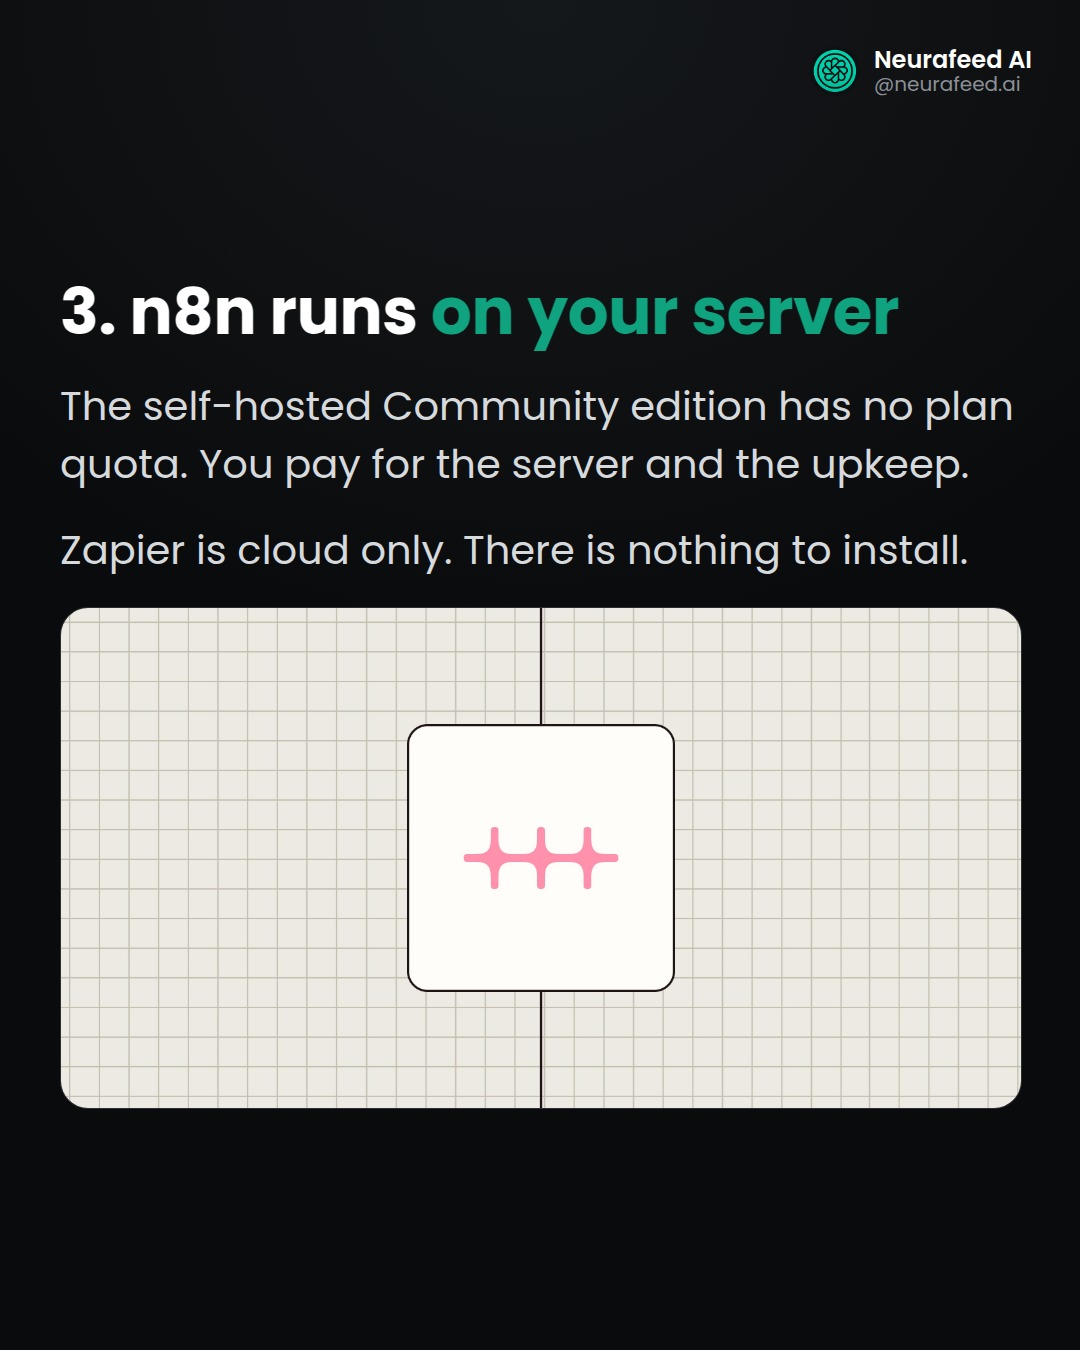 Neurafeed AI
@neurafeed.ai
3. n8n runs on your server
The self-hosted Community edition has no plan
quota. You pay for the server and the upkeep.
Zapier is cloud only. There is nothing to install.